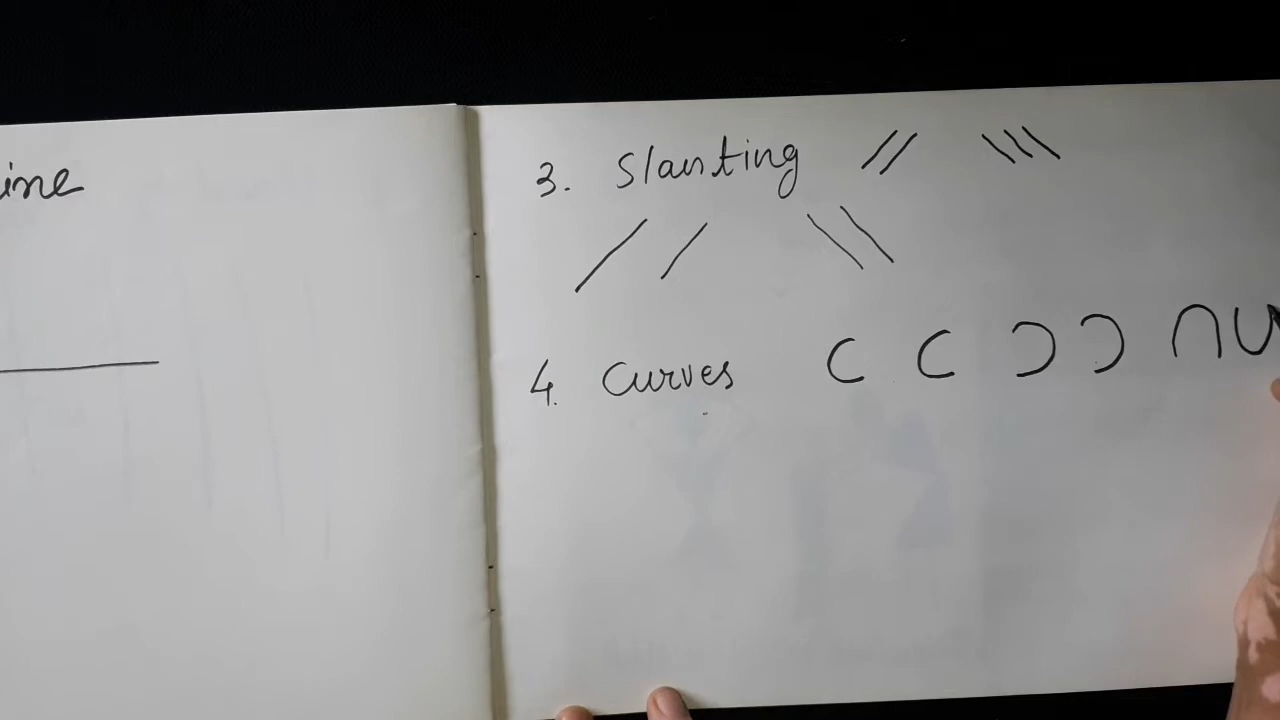 ine
3. Slanting // \\\
/ / \\
4. Curves C C Ɔ Ɔ ∩ U